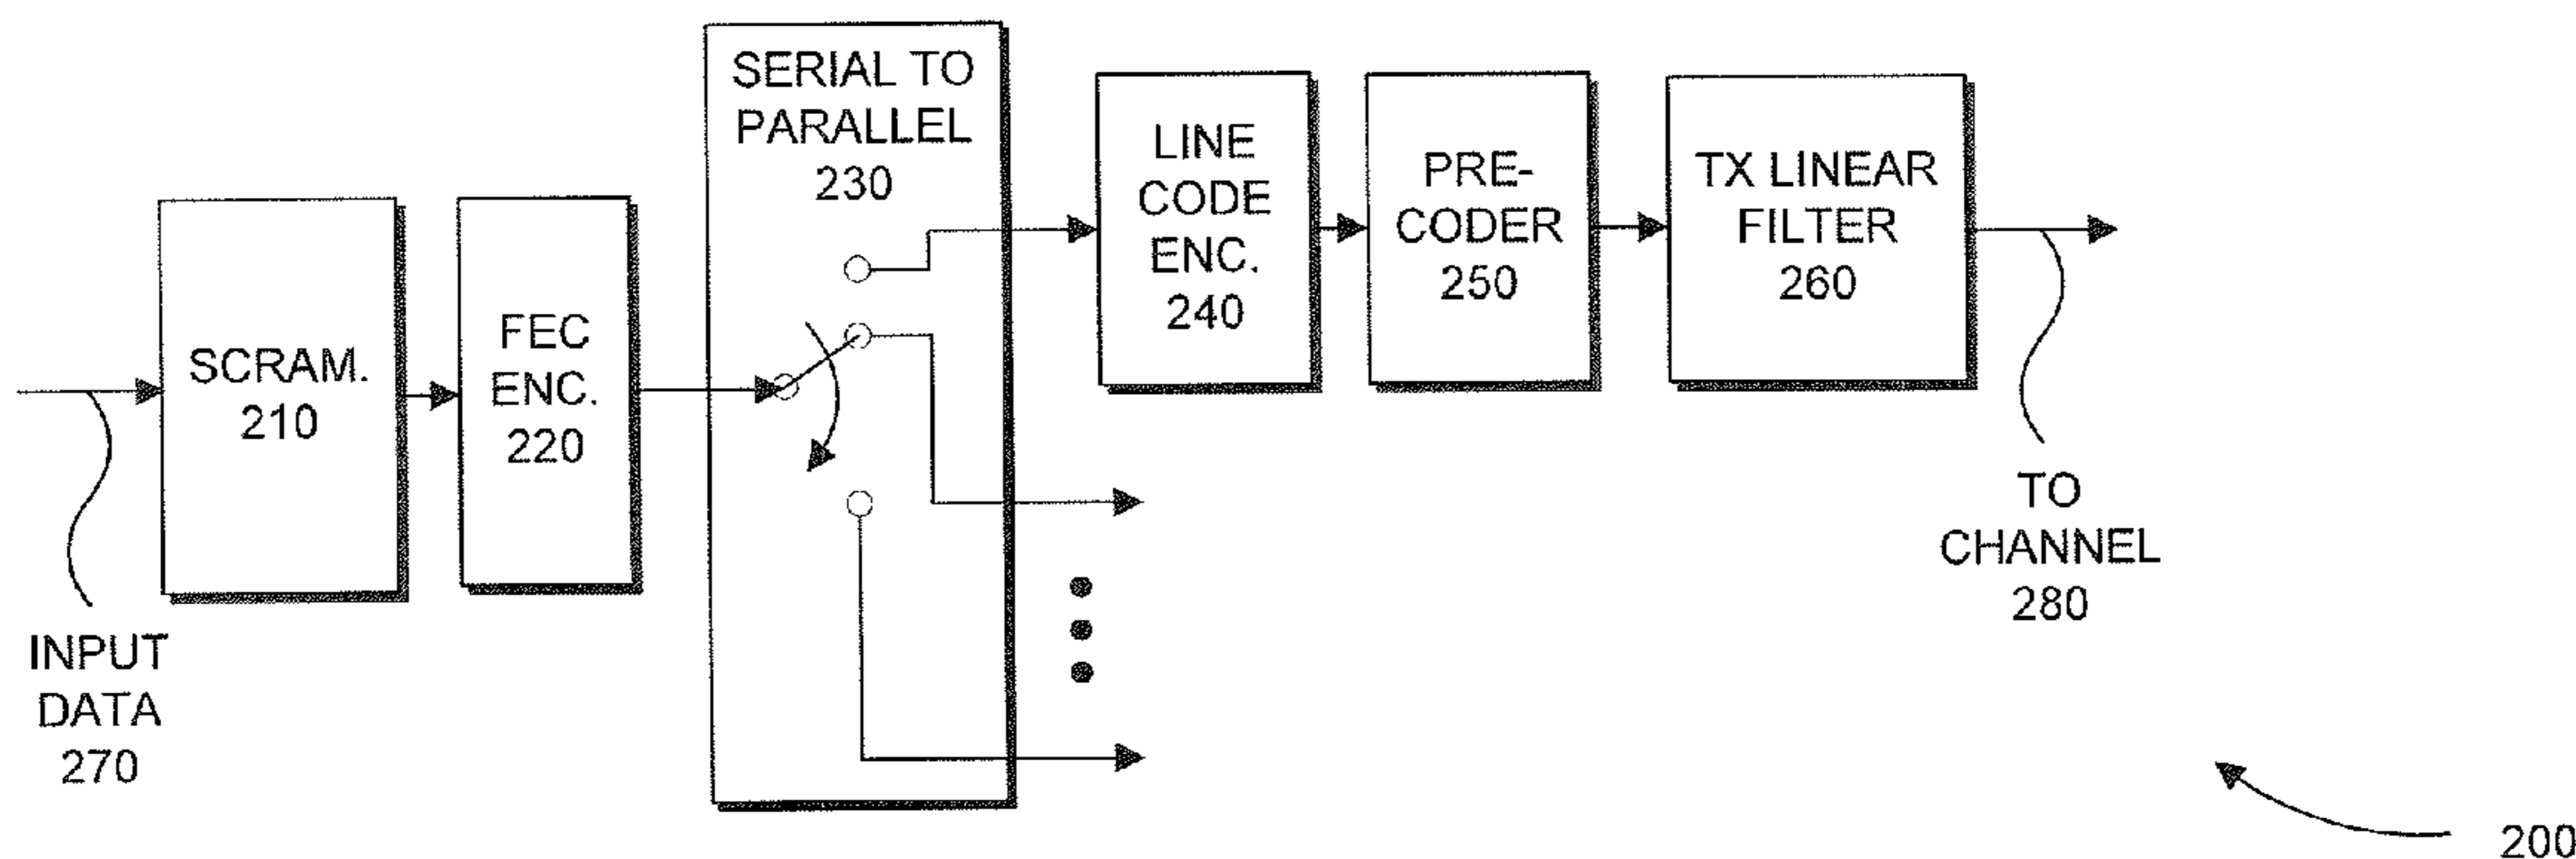 INPUT
DATA
270
SCRAM.
210
FEC
ENC.
220
SERIAL TO
PARALLEL
230
LINE
CODE
ENC.
240
PRE-
CODER
250
TX LINEAR
FILTER
260
TO
CHANNEL
280
200